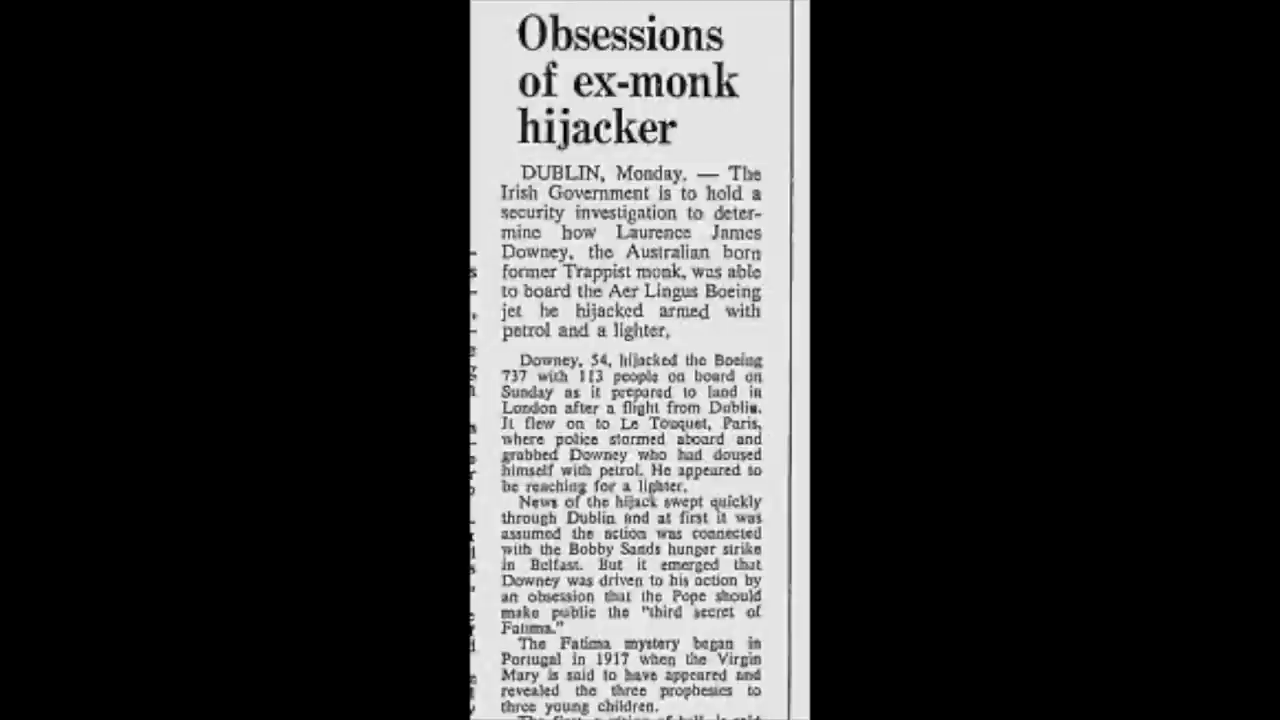 Obsessions
of ex-monk
hijacker
DUBLIN, Monday. — The
Irish Government is to hold a
security investigation to deter-
mine how Laurence James
Downey, the Australian born
former Trappist monk, was able
to board the Aer Lingus Boeing
jet he hijacked armed with
petrol and a lighter.
Downey, 54, hijacked the Boeing
737 with 113 people on board on
Sunday as it prepared to land in
London after a flight from Dublin.
It flew on to Le Touquet, Paris,
where police stormed aboard and
grabbed Downey who had doused
himself with petrol. He appeared to
be reaching for a lighter.
News of the hijack swept quickly
through Dublin and at first it was
assumed the action was connected
with the Bobby Sands hunger strike
in Belfast. But it emerged that
Downey was driven to his action by
an obsession that the Pope should
make public the "third secret of
Fatima."
The Fatima mystery began in
Portugal in 1917 when the Virgin
Mary is said to have appeared and
revealed the three prophesies to
three young children.